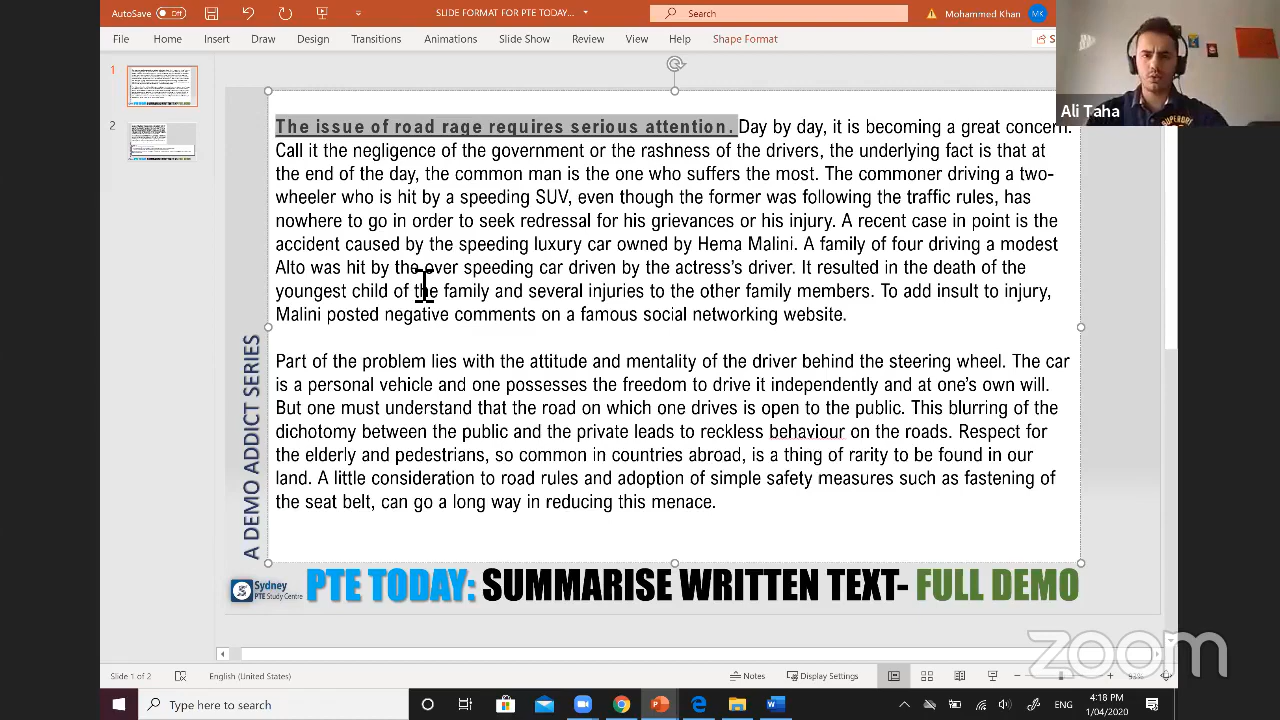 AutoSave Off
SLIDE FORMAT FOR PTE TODAY...
Search
Mohammed Khan
MK
File Home Insert Draw Design Transitions Animations Slide Show Review View Help Shape Format
Ali Taha
1
2
The issue of road rage requires serious attention. Day by day, it is becoming a great concern.
Call it the negligence of the government or the rashness of the drivers, the underlying fact is that at
the end of the day, the common man is the one who suffers the most. The commoner driving a two-
wheeler who is hit by a speeding SUV, even though the former was following the traffic rules, has
nowhere to go in order to seek redressal for his grievances or his injury. A recent case in point is the
accident caused by the speeding luxury car owned by Hema Malini. A family of four driving a modest
Alto was hit by the over speeding car driven by the actress's driver. It resulted in the death of the
youngest child of the family and several injuries to the other family members. To add insult to injury,
Malini posted negative comments on a famous social networking website.
Part of the problem lies with the attitude and mentality of the driver behind the steering wheel. The car
is a personal vehicle and one possesses the freedom to drive it independently and at one's own will.
But one must understand that the road on which one drives is open to the public. This blurring of the
dichotomy between the public and the private leads to reckless behaviour on the roads. Respect for
the elderly and pedestrians, so common in countries abroad, is a thing of rarity to be found in our
land. A little consideration to road rules and adoption of simple safety measures such as fastening of
the seat belt, can go a long way in reducing this menace.
A DEMO ADDICT SERIES
Sydney
PTE Study Centre
PTE TODAY: SUMMARISE WRITTEN TEXT- FULL DEMO
zoom
Slide 1 of 2 English (United States) Notes Display Settings
Type here to search
ENG
4:18 PM
1/04/2020